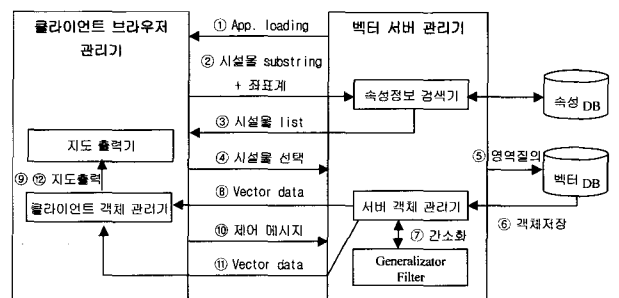 클라이언트 브라우저
관리기
① App. loading
벡터 서버 관리기
② 시설물 substring
+ 좌표계
속성정보 검색기
속성 DB
③ 시설물 list
지도 출력기
④ 시설물 선택
⑤ 영역질의
벡터 DB
⑨ ⑫ 지도출력
⑧ Vector data
클라이언트 객체 관리기
서버 객체 관리기
⑥ 객체저장
⑩ 제어 메시지
⑦ 간소화
⑪ Vector data
Generalizator
Filter